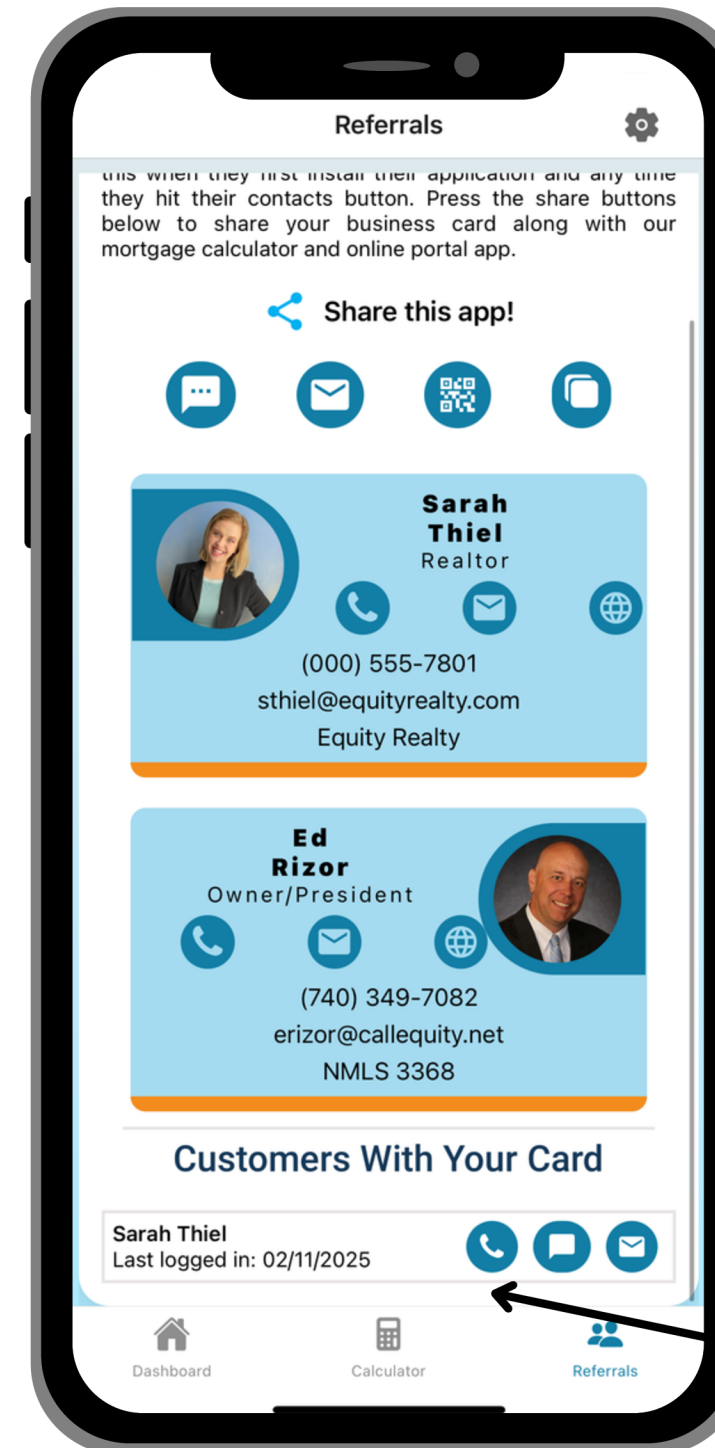 Referrals
this when they first install their application and any time
they hit their contacts button. Press the share buttons
below to share your business card along with our
mortgage calculator and online portal app.
Share this app!
Sarah
Thiel
Realtor
(000) 555-7801
sthiel@equityrealty.com
Equity Realty
Ed
Rizor
Owner/President
(740) 349-7082
erizor@callequity.net
NMLS 3368
Customers With Your Card
Sarah Thiel
Last logged in: 02/11/2025
Dashboard
Calculator
Referrals